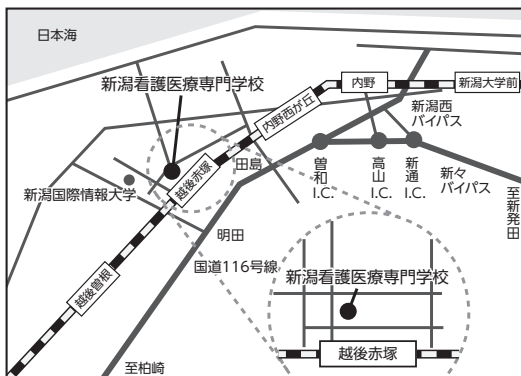 日本海
新潟看護医療専門学校
内野西が丘
内野
新潟大学前
新潟西
バイパス
越後赤塚
田島
曽和
I.C.
高山
I.C.
新通
I.C.
新々
バイパス
至新発田
新潟国際情報大学
明田
国道116号線
越後曽根
至柏崎
新潟看護医療専門学校
越後赤塚